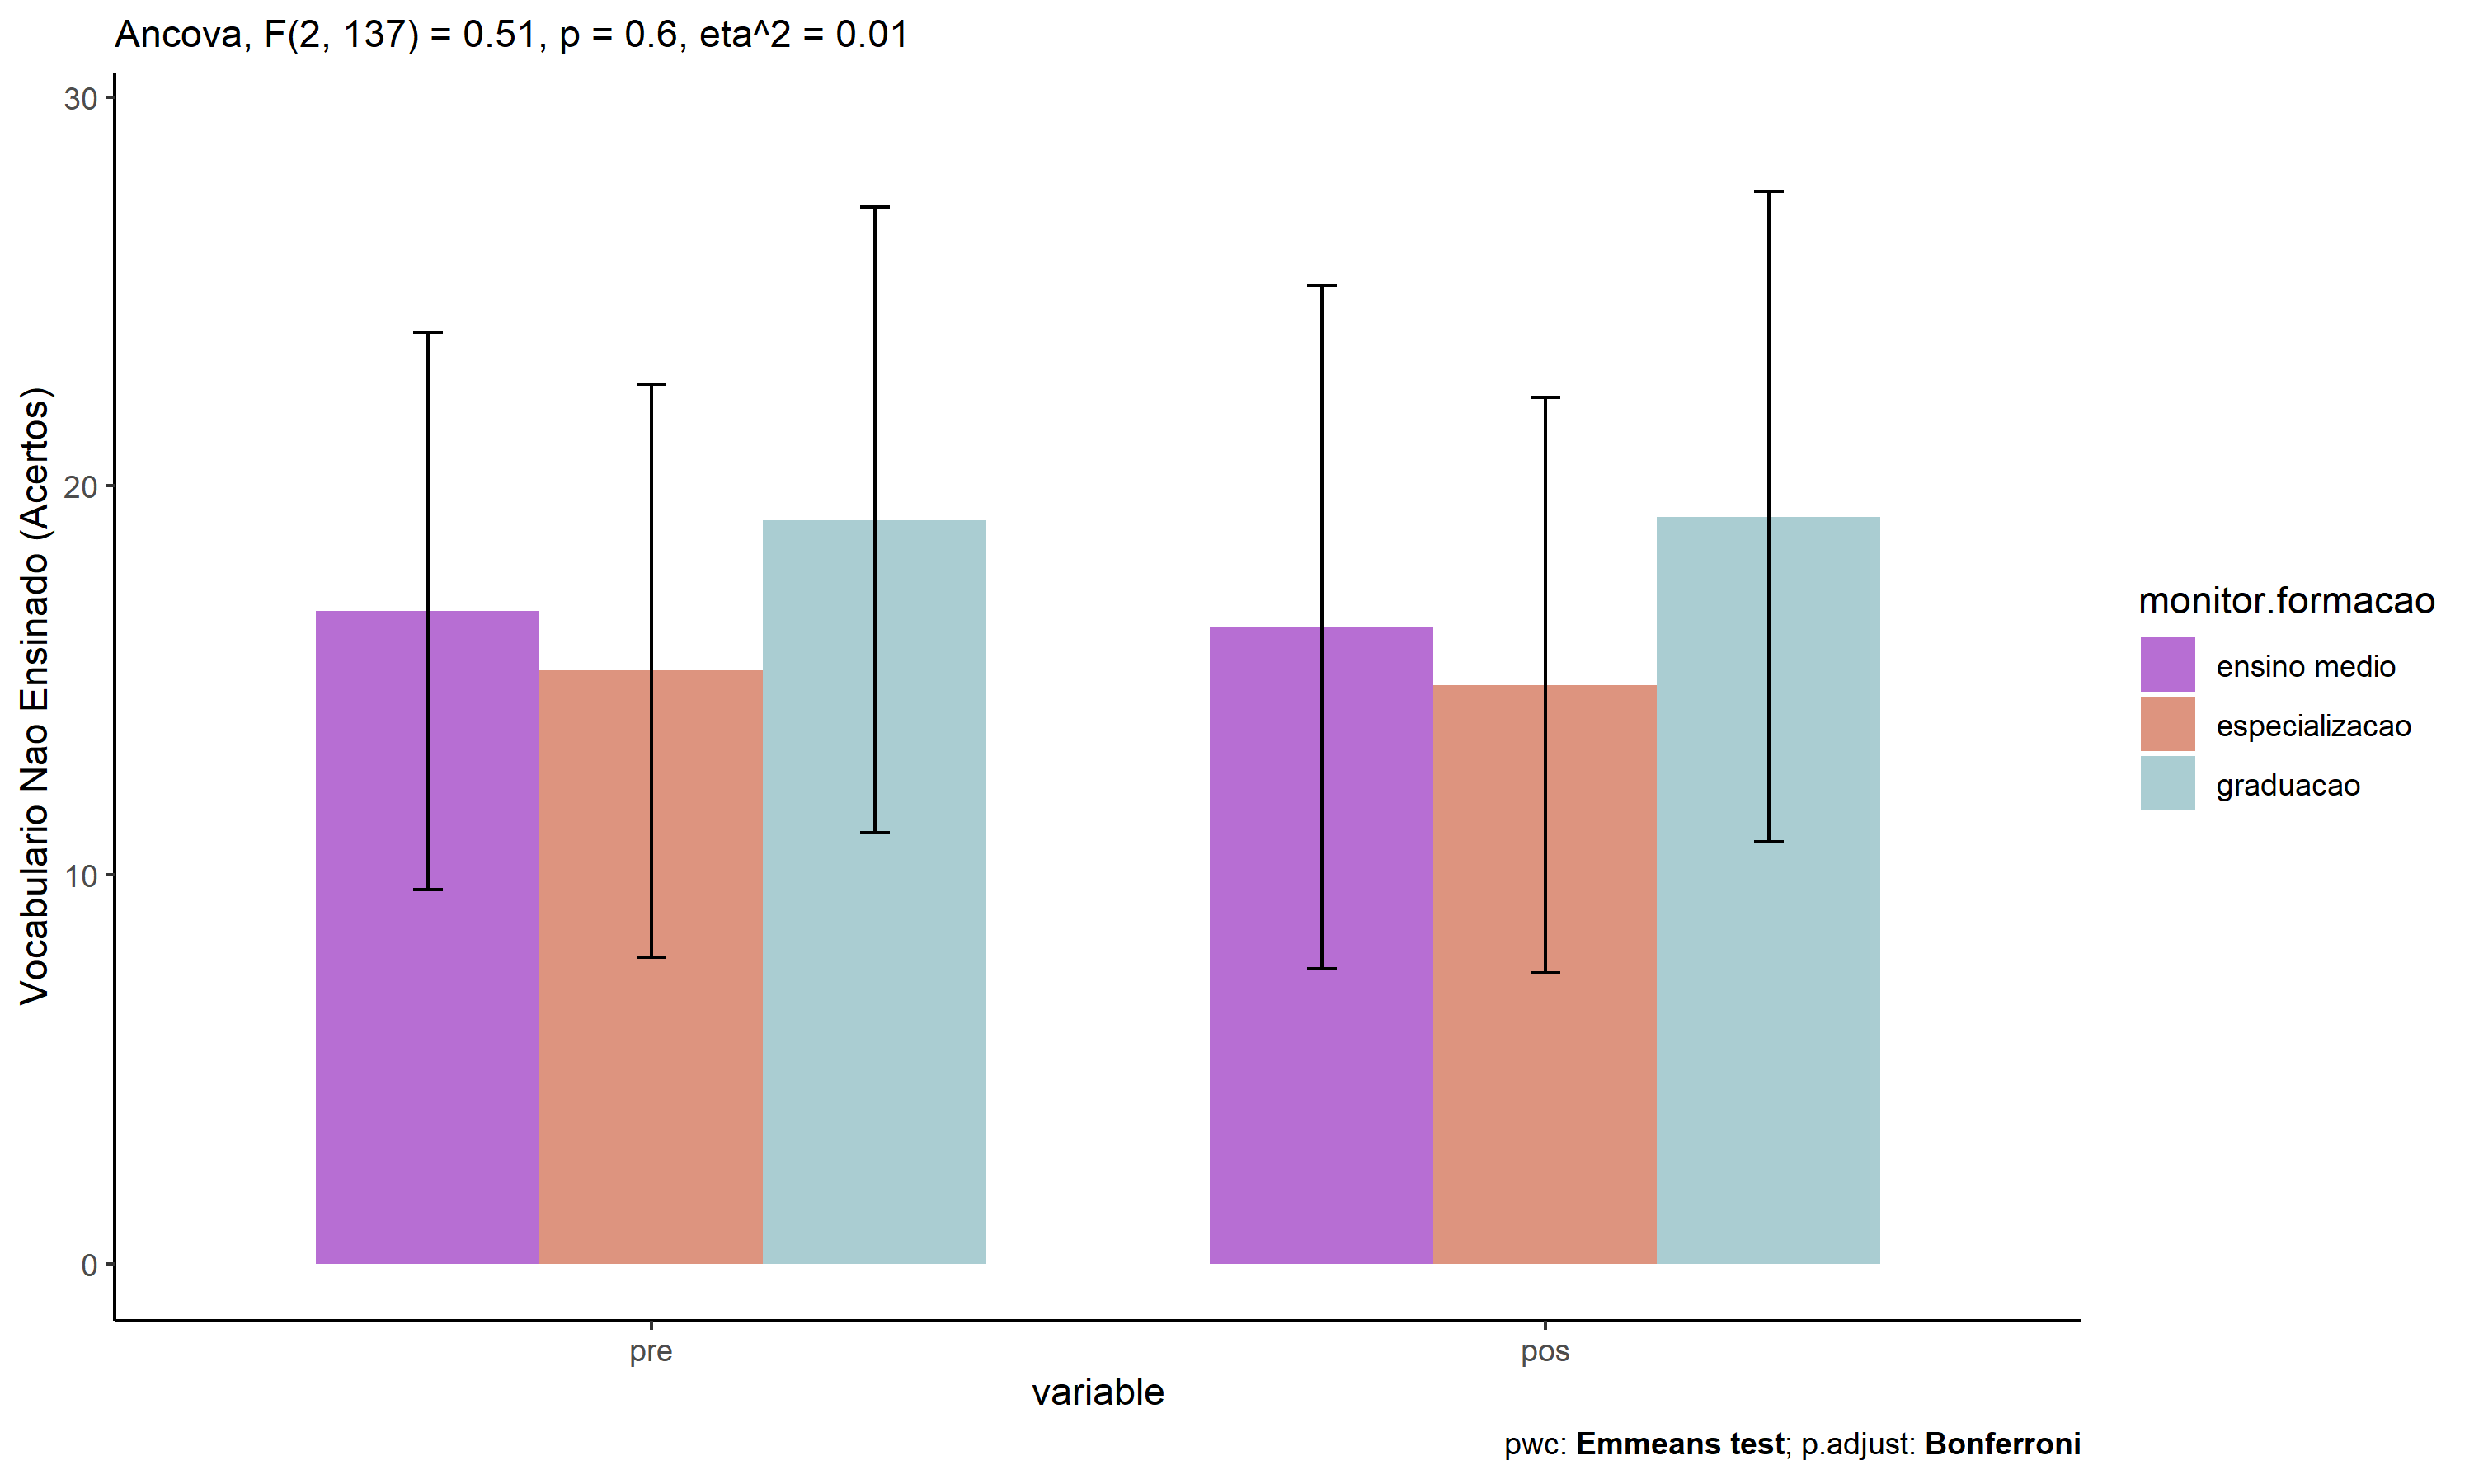 Ancova, F(2, 137) = 0.51, p = 0.6, eta^2 = 0.01
Vocabulario Nao Ensinado (Acertos)
30
20
10
0
pre
pos
variable
monitor.formacao
ensino medio
especializacao
graduacao
pwc: Emmeans test; p.adjust: Bonferroni